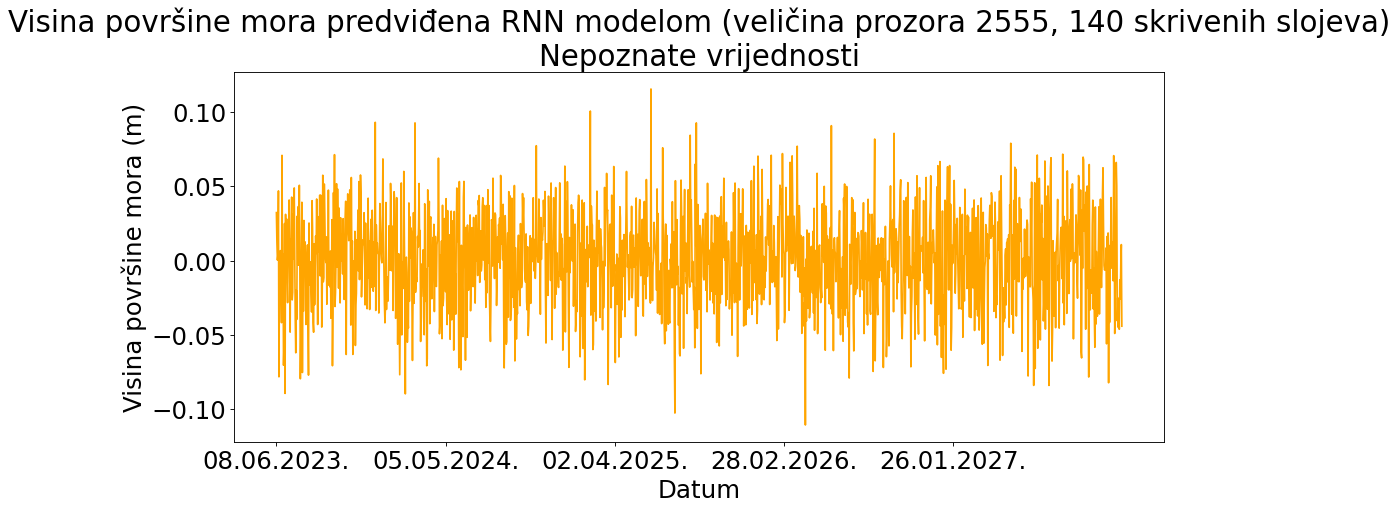 Visina površine mora predviđena RNN modelom (veličina prozora 2555, 140 skrivenih slojeva)
Nepoznate vrijednosti
Visina površine mora (m)
0.10
0.05
0.00
−0.05
−0.10
08.06.2023. 05.05.2024. 02.04.2025. 28.02.2026. 26.01.2027.
Datum